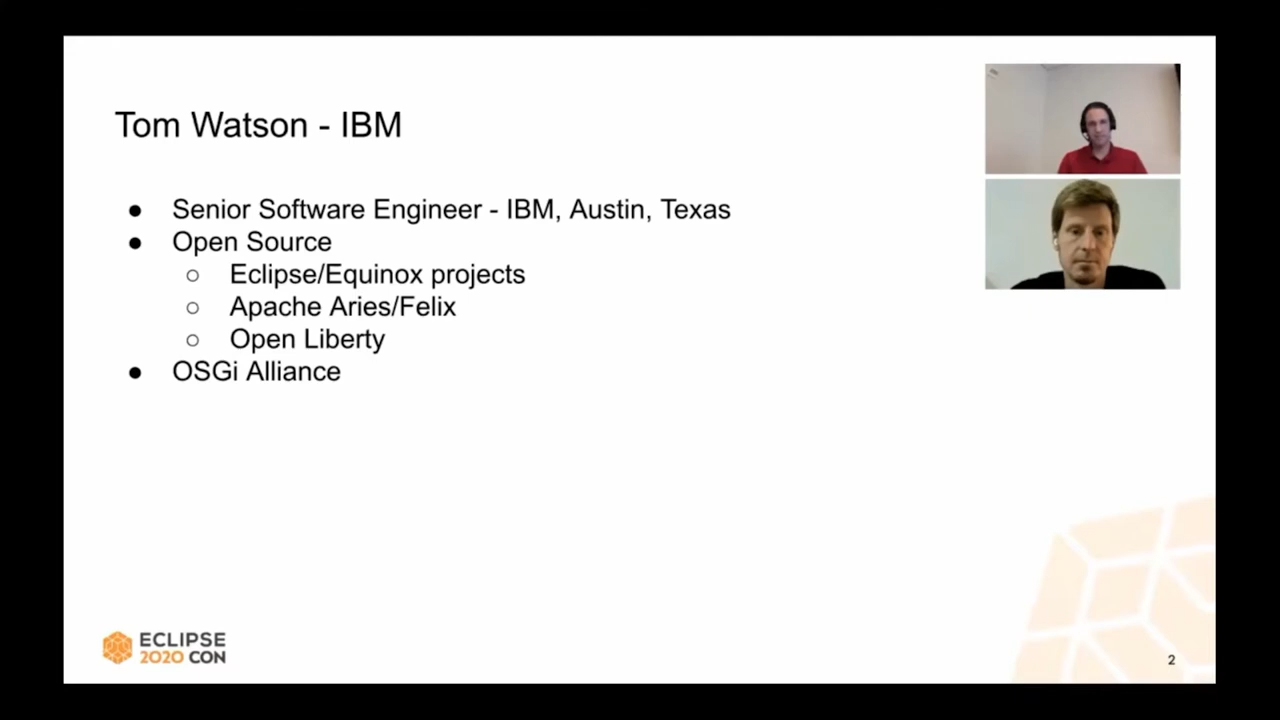 Tom Watson - IBM
● Senior Software Engineer - IBM, Austin, Texas
● Open Source
○ Eclipse/Equinox projects
○ Apache Aries/Felix
○ Open Liberty
● OSGi Alliance
ECLIPSE
2020 CON
2